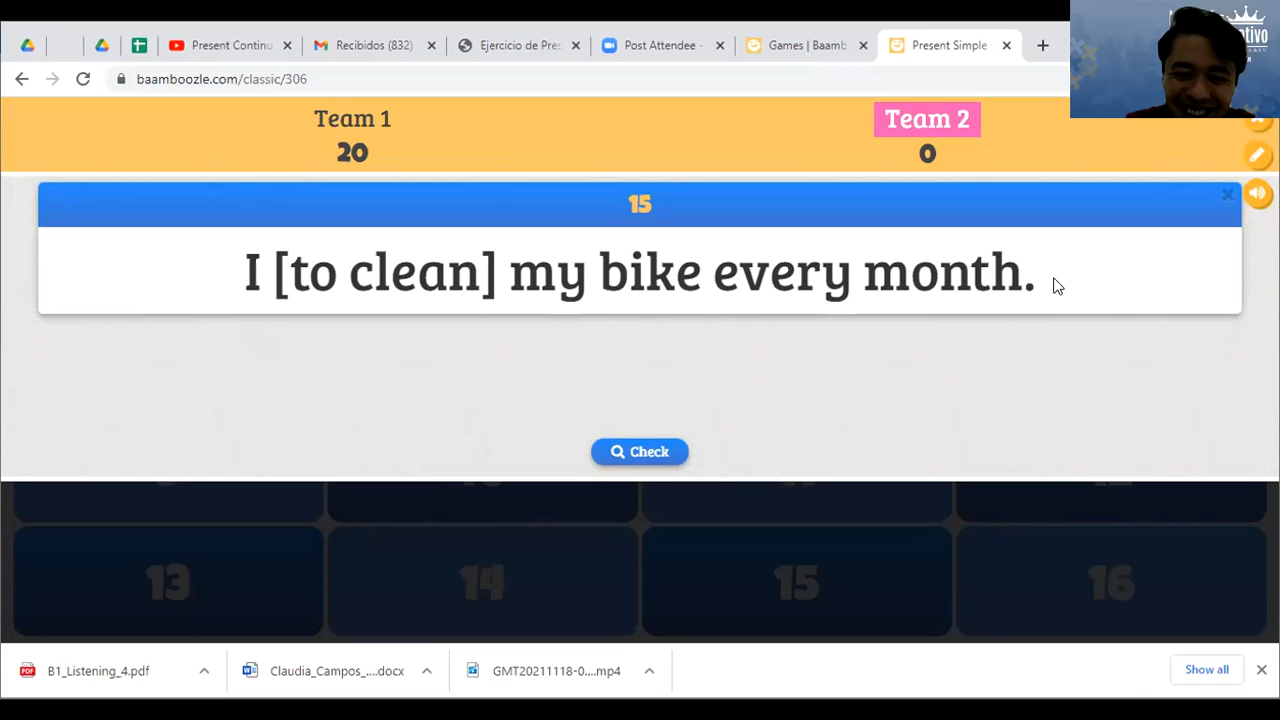 Present Continu
Recibidos (832)
Ejercicio de Pres
Post Attendee -
Games | Baamb
Present Simple
baamboozle.com/classic/306
Team 1
20
Team 2
0
15
I [to clean] my bike every month.
Check
13
14
15
16
B1_Listening_4.pdf
Claudia_Campos_....docx
GMT20211118-0....mp4
Show all